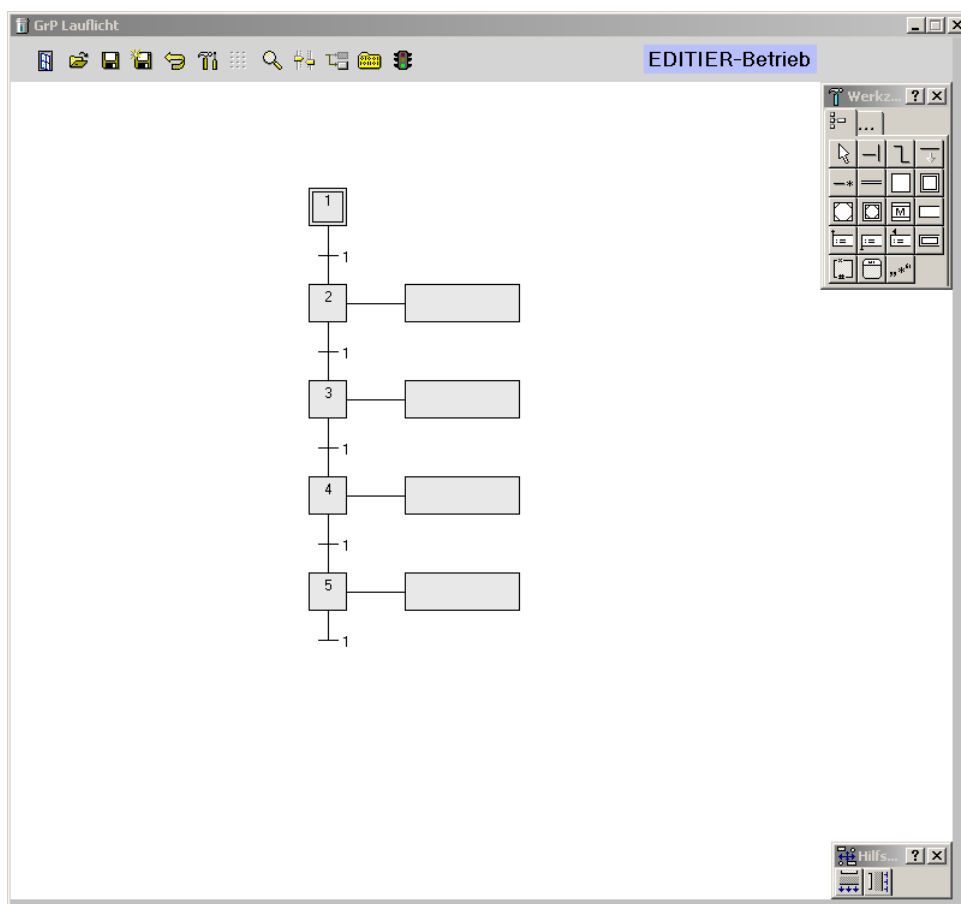 GrP Lauflicht
EDITIER-Betrieb
Werkz...
...
M
„*“
1
1
2
1
3
1
4
1
5
1
Hilfs...